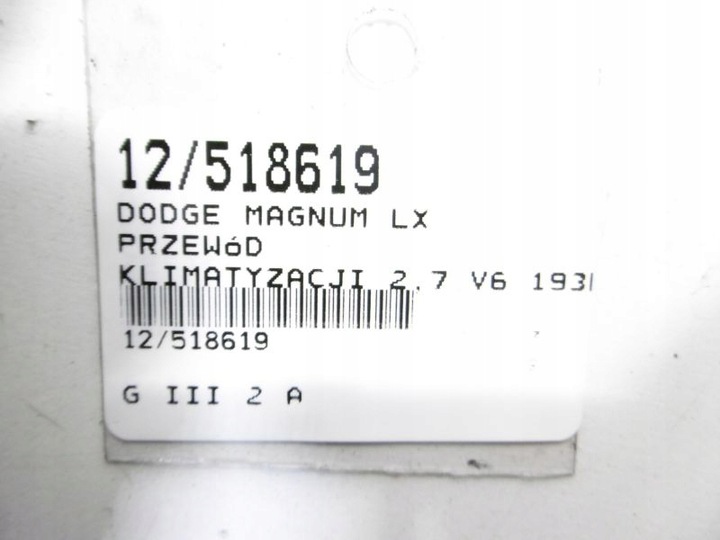 12/518619
DODGE MAGNUM LX
PRZEWóD
KLIMATYZACJI 2.7 V6 193
12/518619
G III 2 A